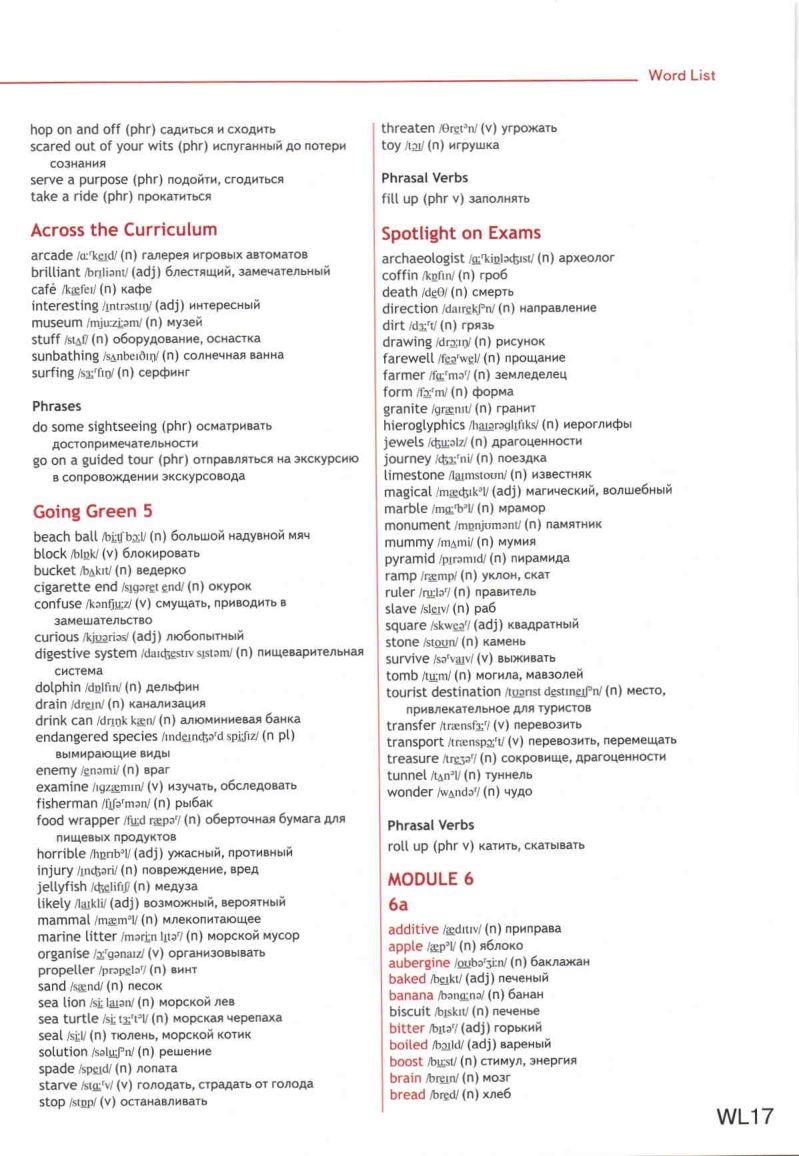 Word List
hop on and off (phr) садиться и сходить
scared out of your wits (phr) испуганный до потери
сознания
serve a purpose (phr) подойти, сгодиться
take a ride (phr) прокатиться
Across the Curriculum
arcade /ɑːʳkeɪd/ (n) галерея игровых автоматов
brilliant /brɪliənt/ (adj) блестящий, замечательный
café /kæfeɪ/ (n) кафе
interesting /ɪntrəstɪŋ/ (adj) интересный
museum /mjuːziːəm/ (n) музей
stuff /stʌf/ (n) оборудование, оснастка
sunbathing /sʌnbeɪðɪŋ/ (n) солнечная ванна
surfing /sɜːʳfɪŋ/ (n) серфинг
Phrases
do some sightseeing (phr) осматривать
достопримечательности
go on a guided tour (phr) отправляться на экскурсию
в сопровождении экскурсовода
Going Green 5
beach ball /biːtʃ bɔːl/ (n) большой надувной мяч
block /blɒk/ (v) блокировать
bucket /bʌkɪt/ (n) ведерко
cigarette end /sɪgəret end/ (n) окурок
confuse /kənfjuːz/ (v) смущать, приводить в
замешательство
curious /kjʊəriəs/ (adj) любопытный
digestive system /daɪdʒestɪv sɪstəm/ (n) пищеварительная
система
dolphin /dɒlfɪn/ (n) дельфин
drain /dreɪn/ (n) канализация
drink can /drɪŋk kæn/ (n) алюминиевая банка
endangered species /ɪndeɪndʒəʳd spiːʃiz/ (n pl)
вымирающие виды
enemy /enəmi/ (n) враг
examine /ɪgzæmɪn/ (v) изучать, обследовать
fisherman /fɪʃəʳmən/ (n) рыбак
food wrapper /fuːd ræpəʳ/ (n) оберточная бумага для
пищевых продуктов
horrible /hɒrɪbᵊl/ (adj) ужасный, противный
injury /ɪndʒəri/ (n) повреждение, вред
jellyfish /dʒelifɪʃ/ (n) медуза
likely /laɪkli/ (adj) возможный, вероятный
mammal /mæmᵊl/ (n) млекопитающее
marine litter /məriːn lɪtəʳ/ (n) морской мусор
organise /ɔːʳgənaɪz/ (v) организовывать
propeller /prəpeləʳ/ (n) винт
sand /sænd/ (n) песок
sea lion /siː laɪən/ (n) морской лев
sea turtle /siː tɜːʳtᵊl/ (n) морская черепаха
seal /siːl/ (n) тюлень, морской котик
solution /səluːʃᵊn/ (n) решение
spade /speɪd/ (n) лопата
starve /stɑːʳv/ (v) голодать, страдать от голода
stop /stɒp/ (v) останавливать
threaten /θretᵊn/ (v) угрожать
toy /tɔɪ/ (n) игрушка
Phrasal Verbs
fill up (phr v) заполнять
Spotlight on Exams
archaeologist /ɑːʳkiɒlədʒɪst/ (n) археолог
coffin /kɒfɪn/ (n) гроб
death /deθ/ (n) смерть
direction /daɪrekʃᵊn/ (n) направление
dirt /dɜːʳt/ (n) грязь
drawing /drɔːɪŋ/ (n) рисунок
farewell /feəʳwel/ (n) прощание
farmer /fɑːʳməʳ/ (n) земледелец
form /fɔːʳm/ (n) форма
granite /grænɪt/ (n) гранит
hieroglyphics /haɪərəglɪfɪks/ (n) иероглифы
jewels /dʒuːəlz/ (n) драгоценности
journey /dʒɜːʳni/ (n) поездка
limestone /laɪmstoʊn/ (n) известняк
magical /mædʒɪkᵊl/ (adj) магический, волшебный
marble /mɑːʳbᵊl/ (n) мрамор
monument /mɒnjʊmənt/ (n) памятник
mummy /mʌmi/ (n) мумия
pyramid /pɪrəmɪd/ (n) пирамида
ramp /ræmp/ (n) уклон, скат
ruler /ruːləʳ/ (n) правитель
slave /sleɪv/ (n) раб
square /skweəʳ/ (adj) квадратный
stone /stoʊn/ (n) камень
survive /səʳvaɪv/ (v) выживать
tomb /tuːm/ (n) могила, мавзолей
tourist destination /tʊərɪst destɪneɪʃᵊn/ (n) место,
привлекательное для туристов
transfer /trænsfɜːʳ/ (v) перевозить
transport /trænspɔːʳt/ (v) перевозить, перемещать
treasure /treʒəʳ/ (n) сокровище, драгоценности
tunnel /tʌnᵊl/ (n) туннель
wonder /wʌndəʳ/ (n) чудо
Phrasal Verbs
roll up (phr v) катить, скатывать
MODULE 6
6a
additive /ædɪtɪv/ (n) приправа
apple /æpᵊl/ (n) яблоко
aubergine /oʊbəʳʒiːn/ (n) баклажан
baked /beɪkt/ (adj) печеный
banana /bənɑːnə/ (n) банан
biscuit /bɪskɪt/ (n) печенье
bitter /bɪtəʳ/ (adj) горький
boiled /bɔɪld/ (adj) вареный
boost /buːst/ (n) стимул, энергия
brain /breɪn/ (n) мозг
bread /bred/ (n) хлеб
WL17